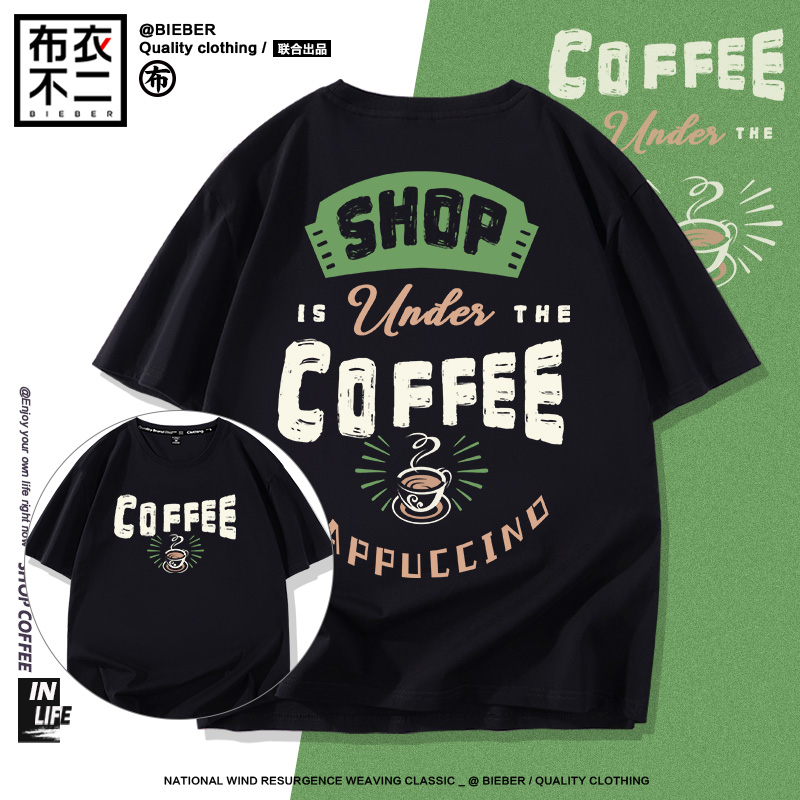 布衣
不二
BIEBER
@BIEBER
Quality clothing / 联合出品
布
COFFEE
Under THE
SHOP
IS Under THE
COFFEE
APPUCCINO
COFFEE
@Enjoy your own life right now
SHOP COFFEE
IN
LIFE
NATIONAL WIND RESURGENCE WEAVING CLASSIC _ @ BIEBER / QUALITY CLOTHING